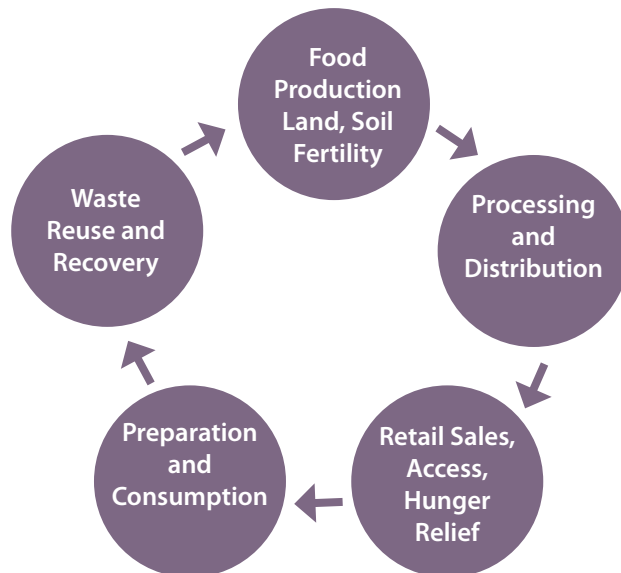 Food
Production
Land, Soil
Fertility
Processing
and
Distribution
Retail Sales,
Access,
Hunger
Relief
Preparation
and
Consumption
Waste
Reuse and
Recovery